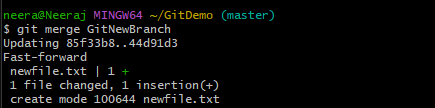 neera@Neeraj MINGW64 ~/GitDemo (master)
$ git merge GitNewBranch
Updating 85f33b8..44d91d3
Fast-forward
 newfile.txt | 1 +
 1 file changed, 1 insertion(+)
 create mode 100644 newfile.txt